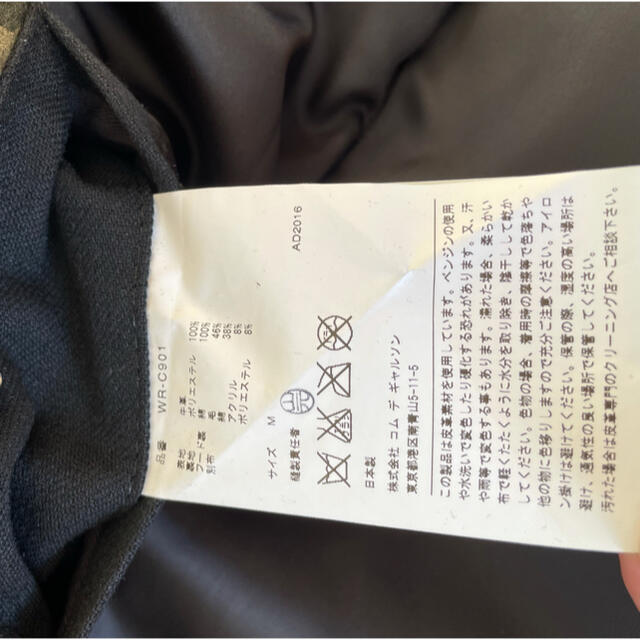 品番 WR-C901
表地 牛革 100%
裏地 ポリエステル 100%
フード裏 綿 46%
毛 38%
アクリル 8%
別布 ポリエステル 8%
サイズ M
縫製責任者
AD2016
日本製
株式会社 コム デ ギャルソン
東京都港区南青山5-11-5
この製品は皮革素材を使用しています。ベンジンの使用
や水洗いで変色したり硬化する恐れがあります。又、汗
や雨等で変色する事もあります。濡れた場合、柔らかい
布で軽くたたくように水分を取り除き、陰干しして乾か
してください。色物の場合、着用時の摩擦等で色落ちや
他の物に色移りしますので充分ご注意ください。アイロ
ン掛けは避けてください。保管の際、湿度の高い場所は
避け、通気性の良い場所で保管してください。
汚れた場合は皮革専門のクリーニング店へご相談下さい。